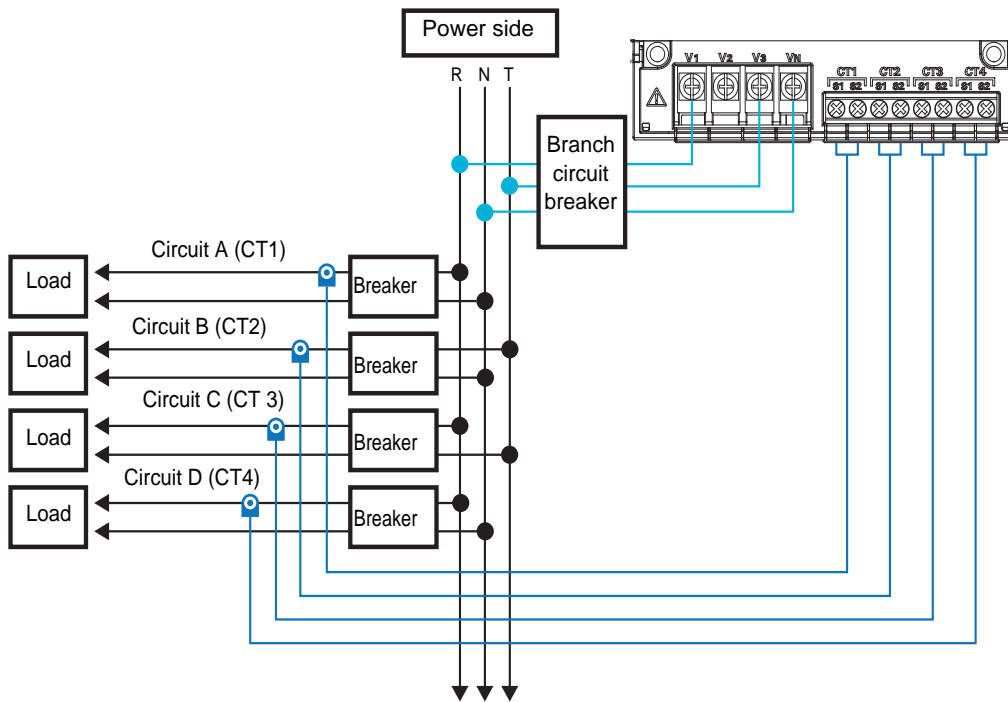 Power side
R N T
V1 V2 V3 VN
CT1 CT2 CT3 CT4
S1 S2 S1 S2 S1 S2 S1 S2
Branch
circuit
breaker
Circuit A (CT1)
Load
Breaker
Circuit B (CT2)
Load
Breaker
Circuit C (CT 3)
Load
Breaker
Circuit D (CT4)
Load
Breaker